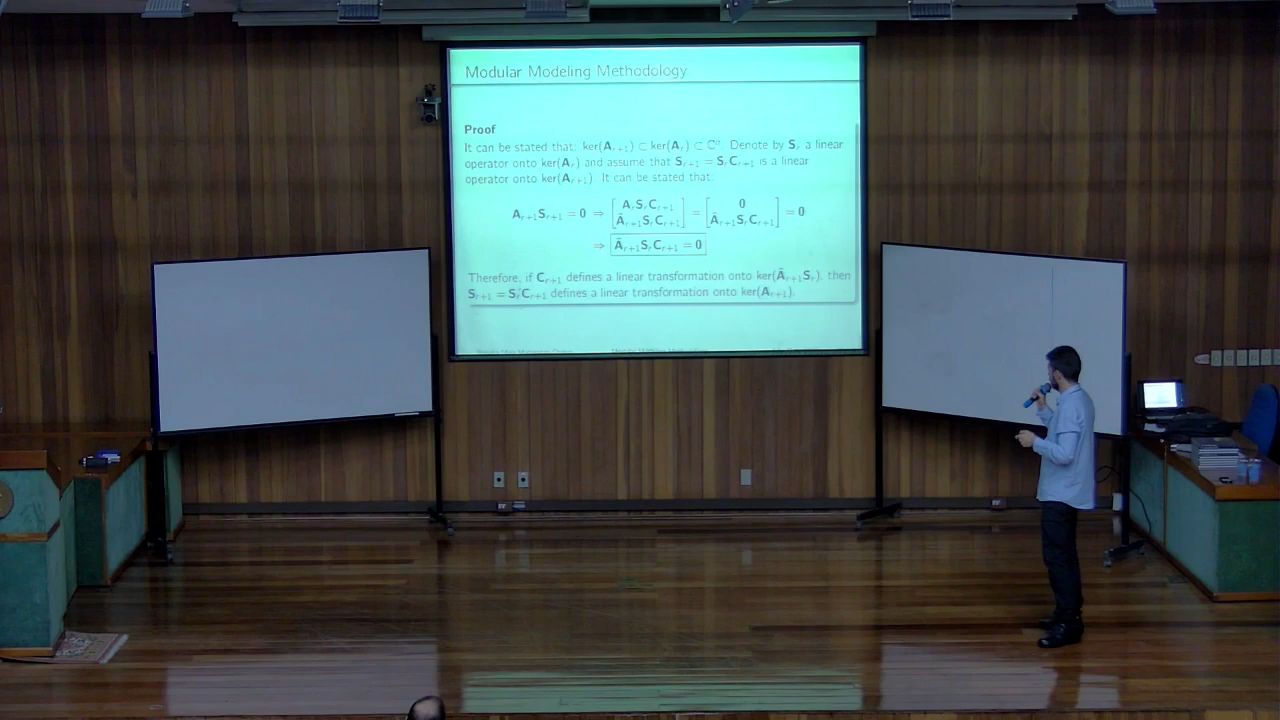 Modular Modeling Methodology
Proof
It can be stated that: ker(A_{r+1}) ⊂ ker(A_r) ⊂ C^σ. Denote by S_r a linear
operator onto ker(A_r) and assume that S_{r+1} = S_r C_{r+1} is a linear
operator onto ker(A_{r+1}). It can be stated that:
A_{r+1} S_{r+1} = 0 ⇒ [A_r S_r C_{r+1}; Ã_{r+1} S_r C_{r+1}] = [0; Ã_{r+1} S_r C_{r+1}] = 0
⇒ Ã_{r+1} S_r C_{r+1} = 0
Therefore, if C_{r+1} defines a linear transformation onto ker(Ã_{r+1} S_r), then
S_{r+1} = S_r C_{r+1} defines a linear transformation onto ker(A_{r+1}).